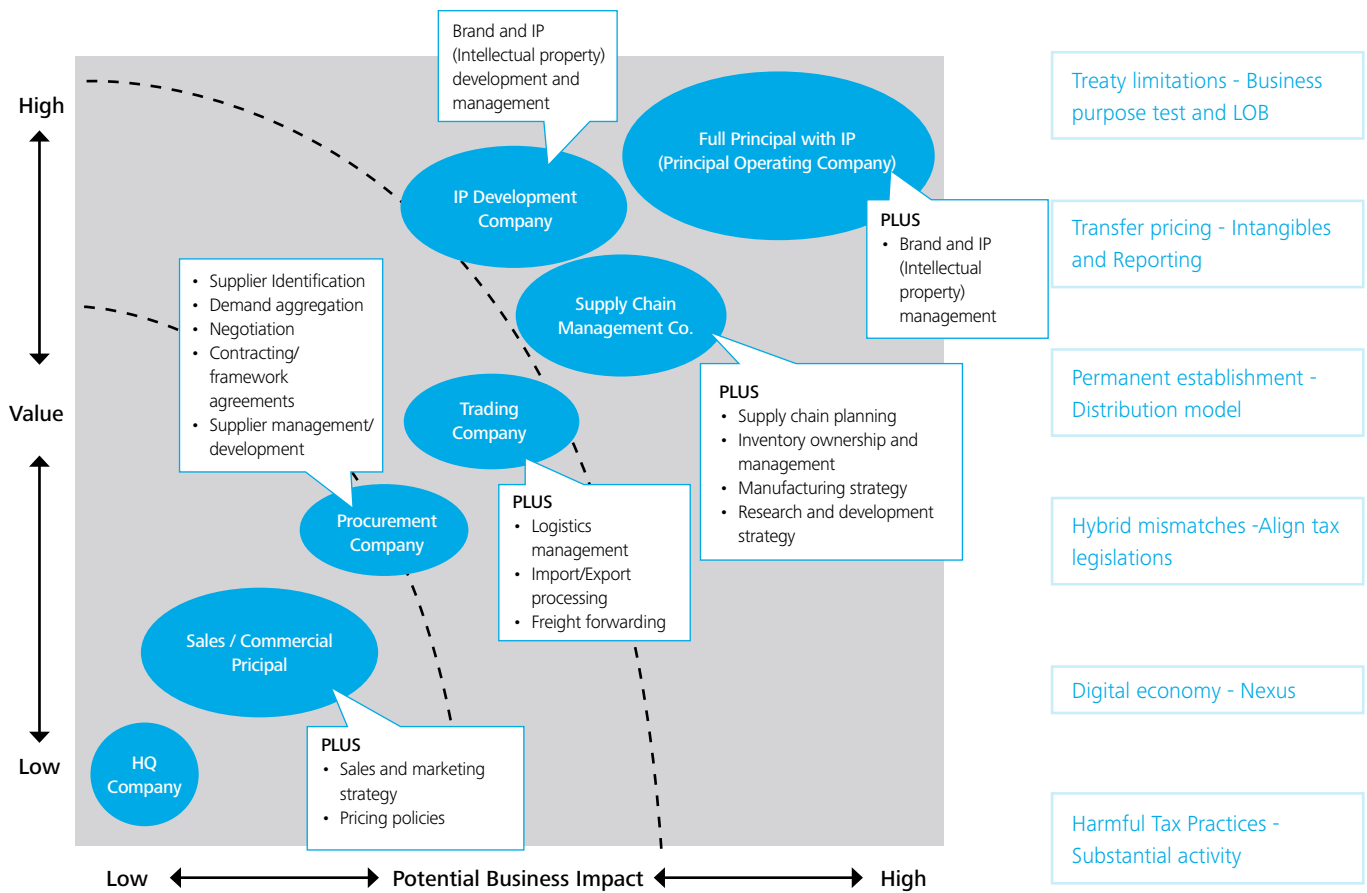 Brand and IP
(Intellectual property)
development and
management
High
Value
Low
Full Principal with IP
(Principal Operating Company)
IP Development
Company
PLUS
• Brand and IP
(Intellectual
property)
management
• Supplier Identification
• Demand aggregation
• Negotiation
• Contracting/
framework
agreements
• Supplier management/
development
Supply Chain
Management Co.
PLUS
• Supply chain planning
• Inventory ownership and
management
• Manufacturing strategy
• Research and development
strategy
Trading
Company
PLUS
• Logistics
management
• Import/Export
processing
• Freight forwarding
Procurement
Company
Sales / Commercial
Pricipal
PLUS
• Sales and marketing
strategy
• Pricing policies
HQ
Company
Low
Potential Business Impact
High
Treaty limitations - Business
purpose test and LOB
Transfer pricing - Intangibles
and Reporting
Permanent establishment -
Distribution model
Hybrid mismatches -Align tax
legislations
Digital economy - Nexus
Harmful Tax Practices -
Substantial activity